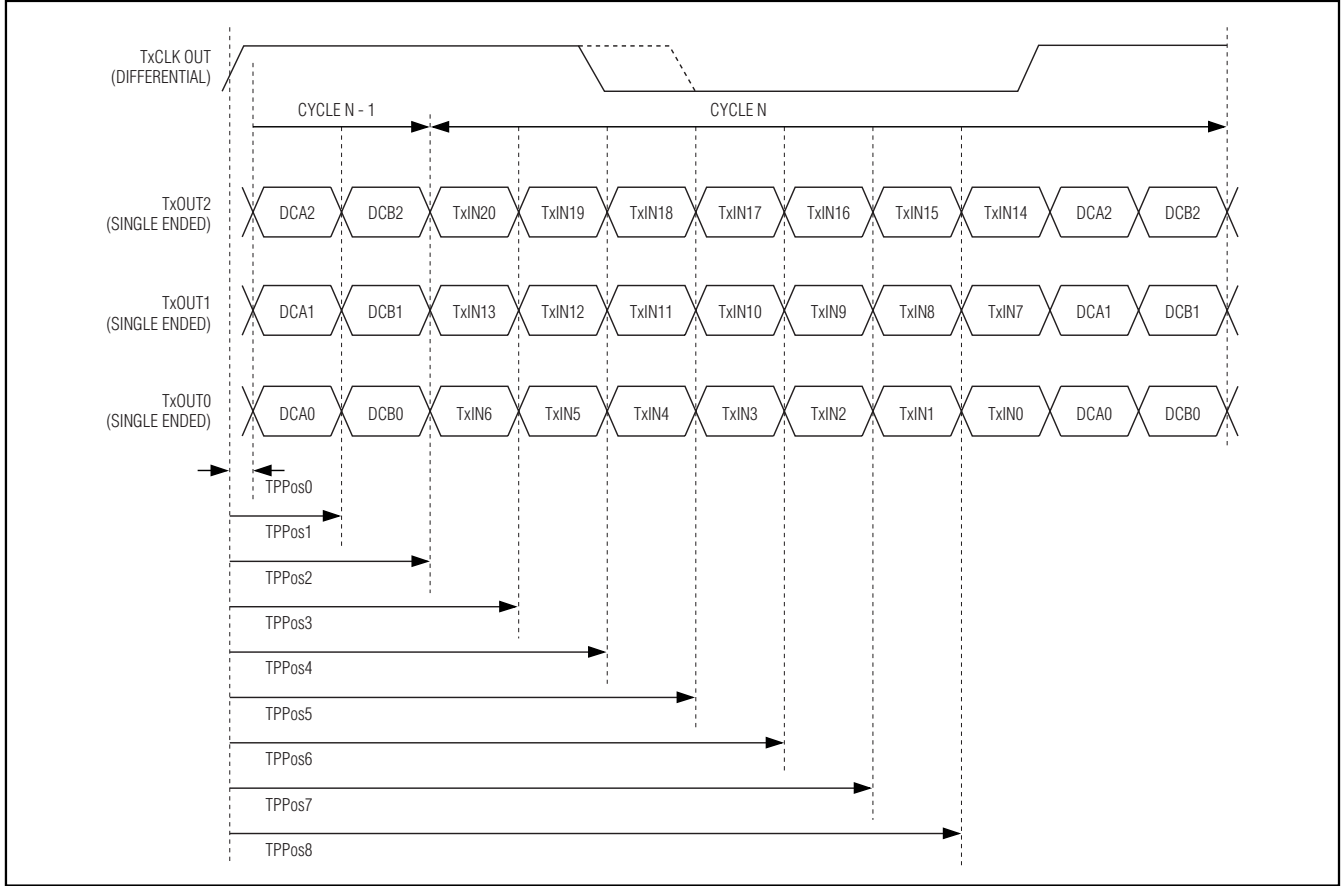 TxCLK OUT
(DIFFERENTIAL)
CYCLE N - 1 CYCLE N
TxOUT2
(SINGLE ENDED)
DCA2 DCB2 TxIN20 TxIN19 TxIN18 TxIN17 TxIN16 TxIN15 TxIN14 DCA2 DCB2
TxOUT1
(SINGLE ENDED)
DCA1 DCB1 TxIN13 TxIN12 TxIN11 TxIN10 TxIN9 TxIN8 TxIN7 DCA1 DCB1
TxOUT0
(SINGLE ENDED)
DCA0 DCB0 TxIN6 TxIN5 TxIN4 TxIN3 TxIN2 TxIN1 TxIN0 DCA0 DCB0
TPPos0
TPPos1
TPPos2
TPPos3
TPPos4
TPPos5
TPPos6
TPPos7
TPPos8